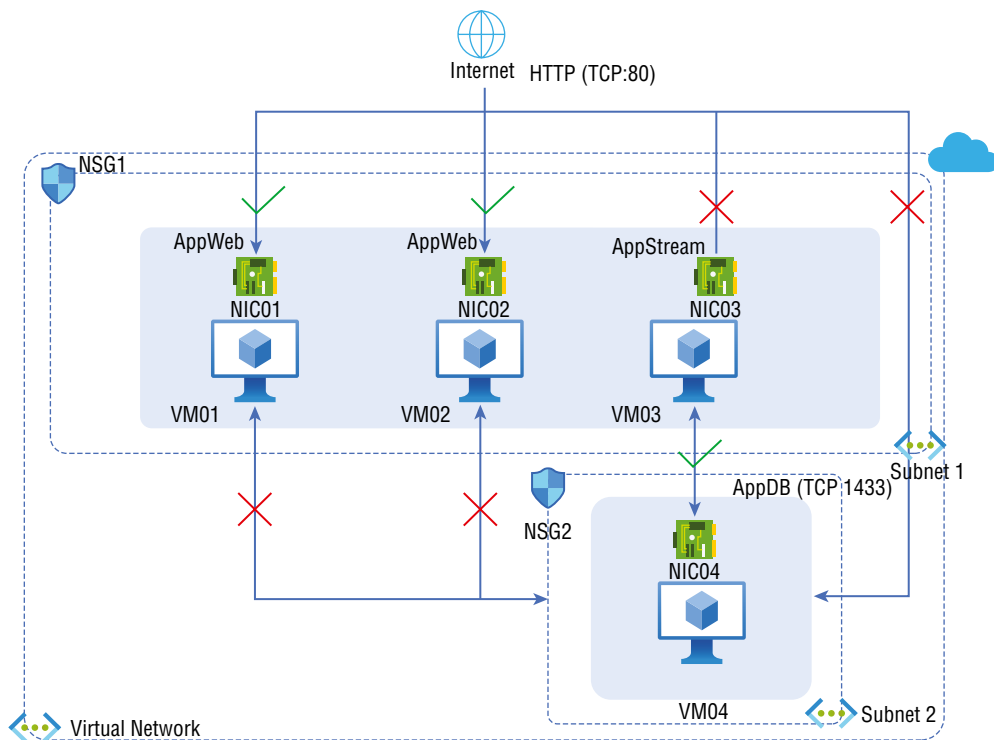 Internet
HTTP (TCP:80)
NSG1
AppWeb
AppWeb
AppStream
NIC01
NIC02
NIC03
VM01
VM02
VM03
Subnet 1
AppDB (TCP 1433)
NSG2
NIC04
VM04
Subnet 2
Virtual Network